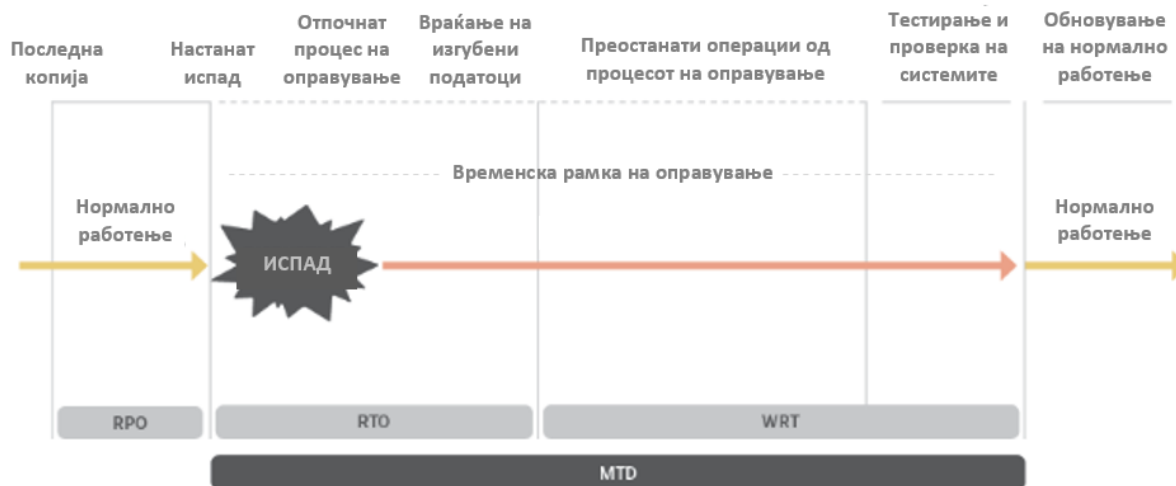 Последна
копија
Настанат
испад
Отпочнат
процес на
оправување
Враќање на
изгубени
податоци
Преостанати операции од
процесот на оправување
Тестирање и
проверка на
системите
Обновување
на нормално
работење
Временска рамка на оправување
Нормално
работење
ИСПАД
Нормално
работење
RPO
RTO
WRT
MTD